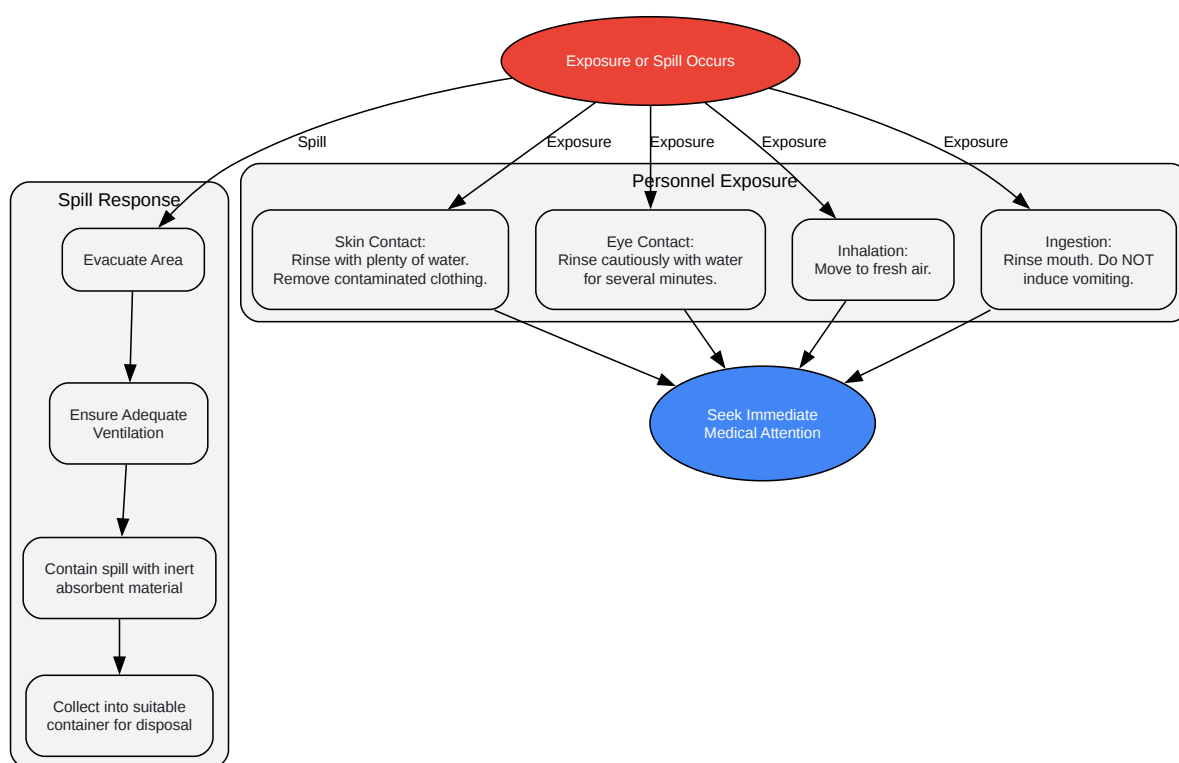 Exposure or Spill Occurs
Spill
Exposure
Exposure
Exposure
Exposure
Spill Response
Evacuate Area
Ensure Adequate
Ventilation
Contain spill with inert
absorbent material
Collect into suitable
container for disposal
Personnel Exposure
Skin Contact:
Rinse with plenty of water.
Remove contaminated clothing.
Eye Contact:
Rinse cautiously with water
for several minutes.
Inhalation:
Move to fresh air.
Ingestion:
Rinse mouth. Do NOT
induce vomiting.
Seek Immediate
Medical Attention